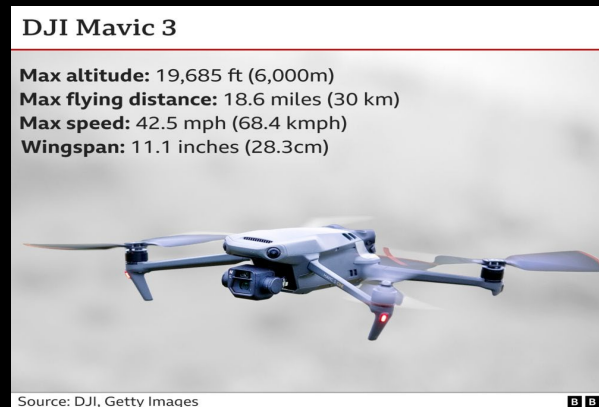 DJI Mavic 3
Max altitude: 19,685 ft (6,000m)
Max flying distance: 18.6 miles (30 km)
Max speed: 42.5 mph (68.4 kmph)
Wingspan: 11.1 inches (28.3cm)
Source: DJI, Getty Images
B B